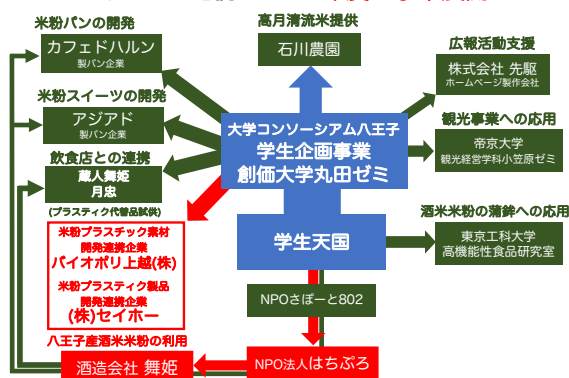 米粉パンの開発
カフェドハルン
製パン企業
米粉スイーツの開発
アジアド
製パン企業
飲食店との連携
蔵人舞姫
月忠
(プラスティック代替品試供)
米粉プラスチック素材
開発連携企業
バイオポリ上越(株)
米粉プラスティック製品
開発連携企業
(株)セイホー
八王子産酒米米粉の利用
酒造会社 舞姫
高月清流米提供
石川農園
大学コンソーシアム八王子
学生企画事業
創価大学丸田ゼミ
学生天国
NPOさぽーと802
NPO法人はちぷろ
広報活動支援
株式会社 先駆
ホームページ製作会社
観光事業への応用
帝京大学
観光経営学科小笠原ゼミ
酒米米粉の蒲鉾への応用
東京工科大学
高機能性食品研究室